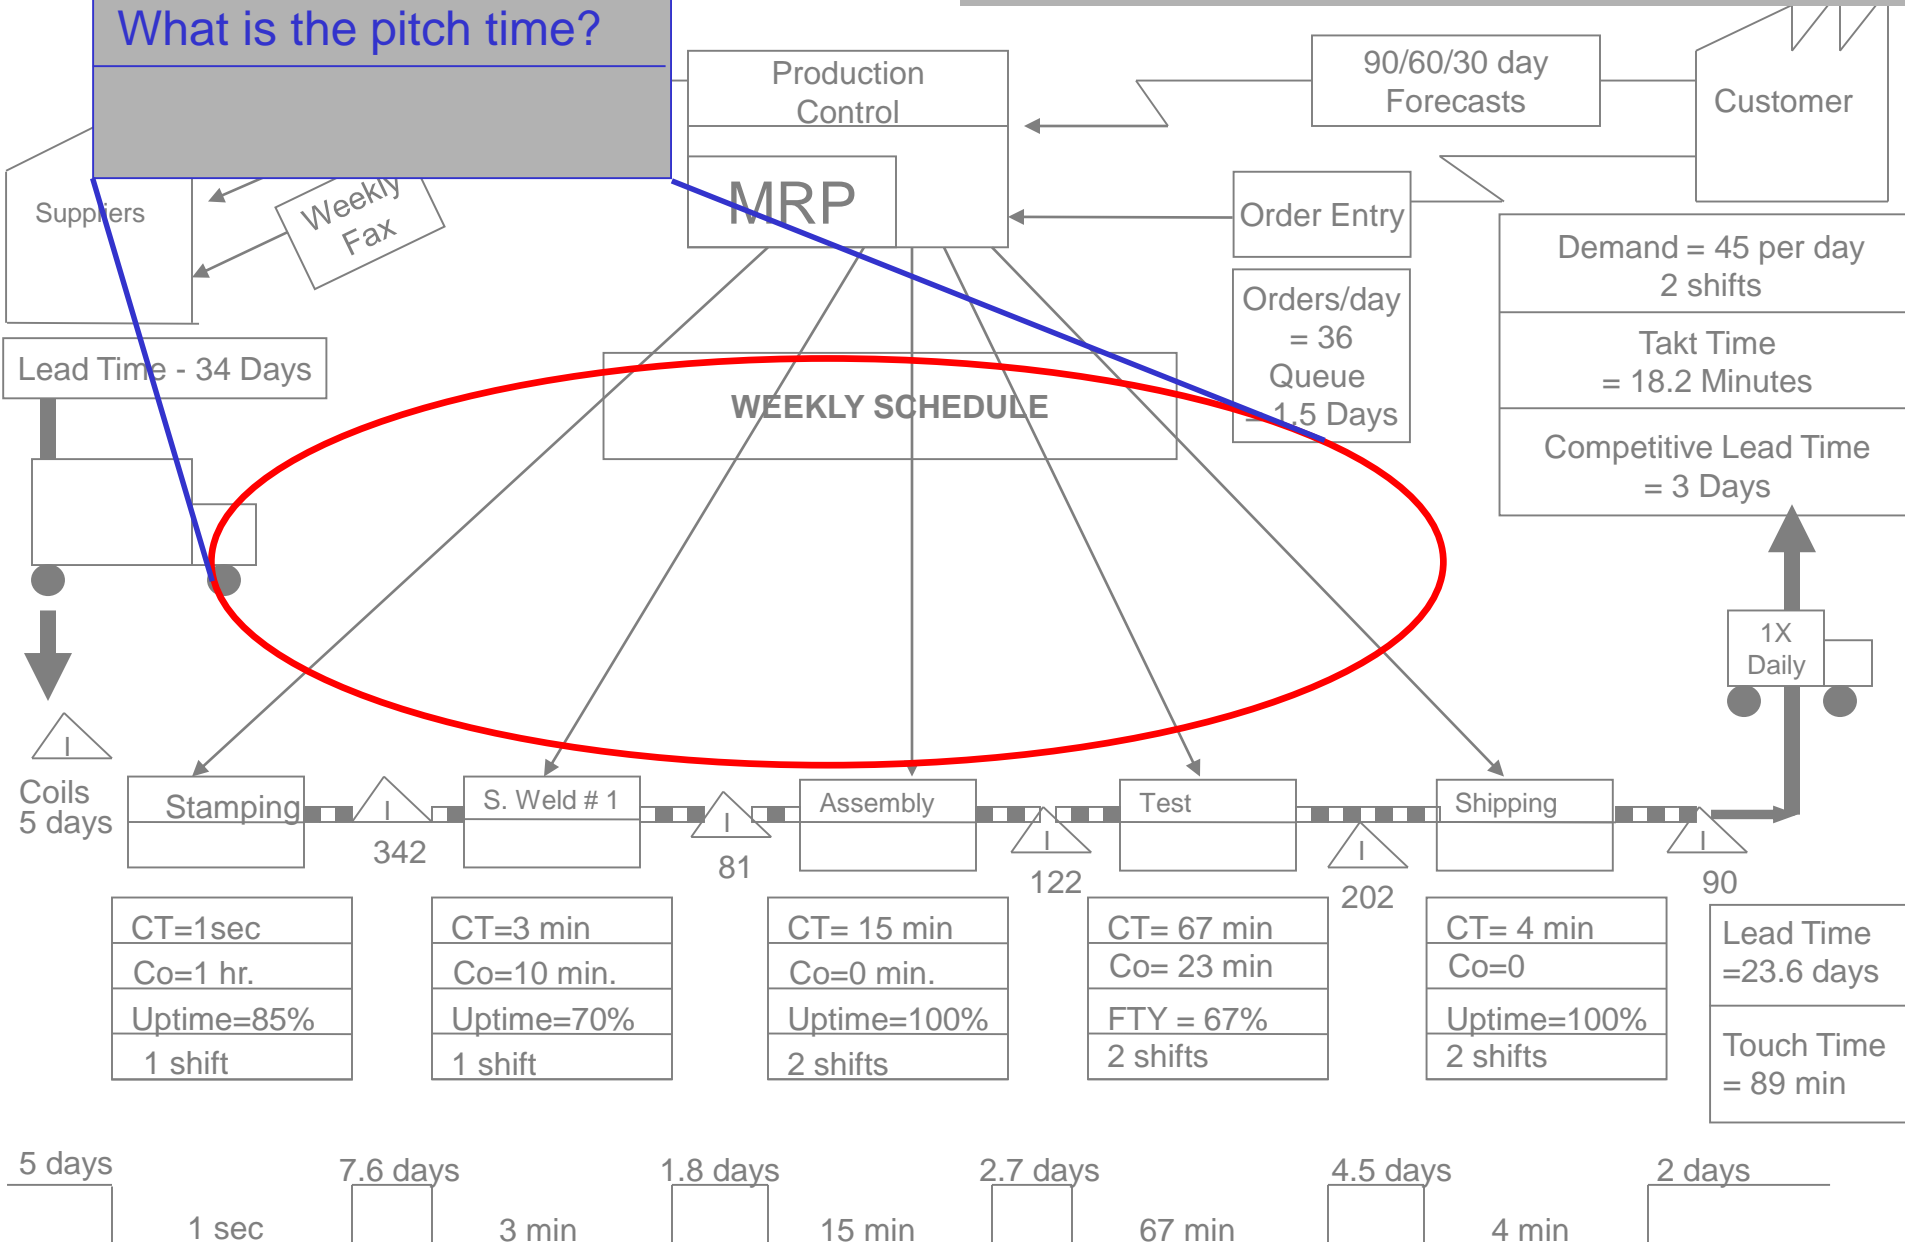 What is the pitch time?
Production
Control
MRP
90/60/30 day
Forecasts
Customer
Suppliers
Weekly
Fax
Order Entry
Demand = 45 per day
2 shifts
Orders/day
= 36
Queue
= 1.5 Days
Takt Time
= 18.2 Minutes
Lead Time - 34 Days
WEEKLY SCHEDULE
Competitive Lead Time
= 3 Days
1X
Daily
I
Coils
5 days
Stamping
I
342
S. Weld # 1
I
81
Assembly
I
122
Test
I
202
Shipping
I
90
CT=1sec
Co=1 hr.
Uptime=85%
1 shift
CT=3 min
Co=10 min.
Uptime=70%
1 shift
CT= 15 min
Co=0 min.
Uptime=100%
2 shifts
CT= 67 min
Co= 23 min
FTY = 67%
2 shifts
CT= 4 min
Co=0
Uptime=100%
2 shifts
Lead Time
=23.6 days
Touch Time
= 89 min
5 days
7.6 days
1.8 days
2.7 days
4.5 days
2 days
1 sec
3 min
15 min
67 min
4 min